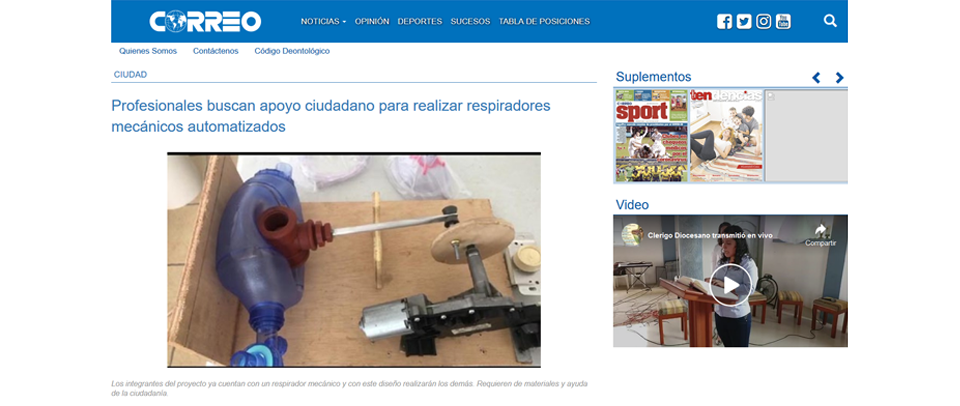 CORREO
NOTICIAS OPINIÓN DEPORTES SUCESOS TABLA DE POSICIONES
Quienes Somos Contáctenos Código Deontológico
CIUDAD
Profesionales buscan apoyo ciudadano para realizar respiradores
mecánicos automatizados
Los integrantes del proyecto ya cuentan con un respirador mecánico y con este diseño realizarán los demás. Requieren de materiales y ayuda
de la ciudadanía.
Suplementos
sport
tendencias
Video
Clerigo Diocesano transmitió en vivo
Compartir